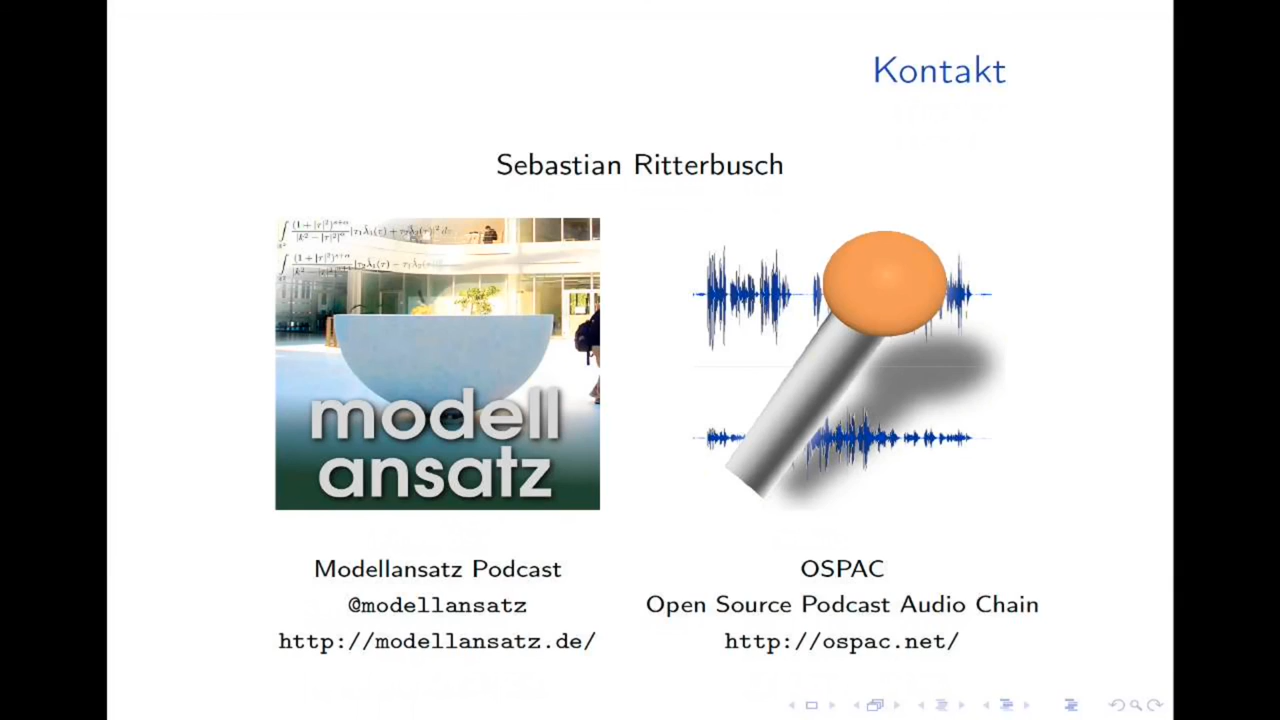 Kontakt
Sebastian Ritterbusch
modell
ansatz
Modellansatz Podcast
@modellansatz
http://modellansatz.de/
OSPAC
Open Source Podcast Audio Chain
http://ospac.net/